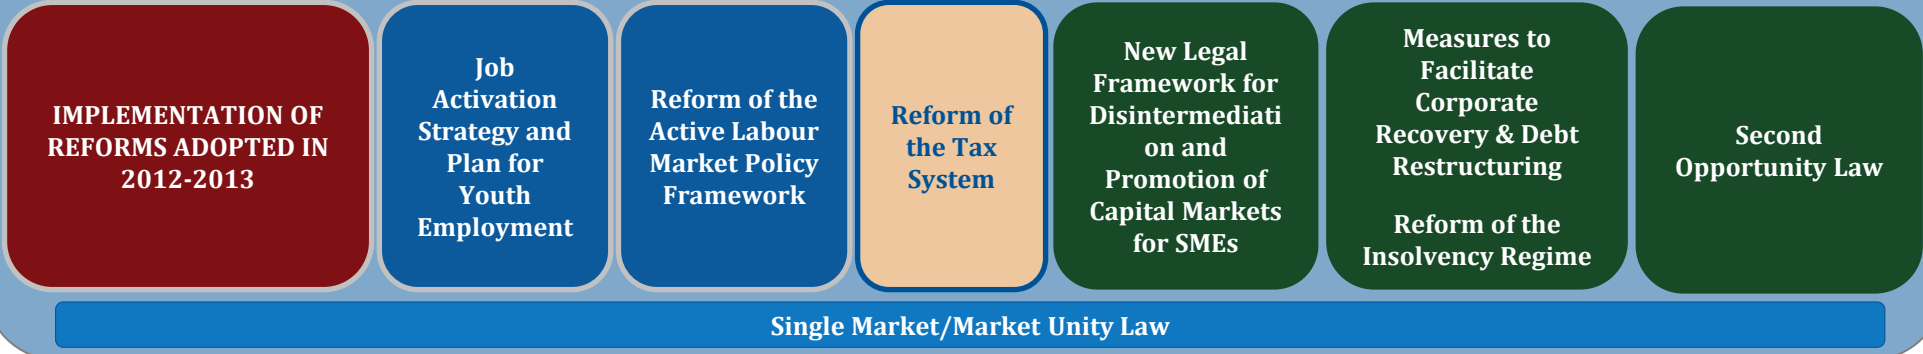 IMPLEMENTATION OF
REFORMS ADOPTED IN
2012-2013
Job
Activation
Strategy and
Plan for
Youth
Employment
Reform of the
Active Labour
Market Policy
Framework
Reform of
the Tax
System
New Legal
Framework for
Disintermediati
on and
Promotion of
Capital Markets
for SMEs
Measures to
Facilitate
Corporate
Recovery & Debt
Restructuring
Reform of the
Insolvency Regime
Second
Opportunity Law
Single Market/Market Unity Law